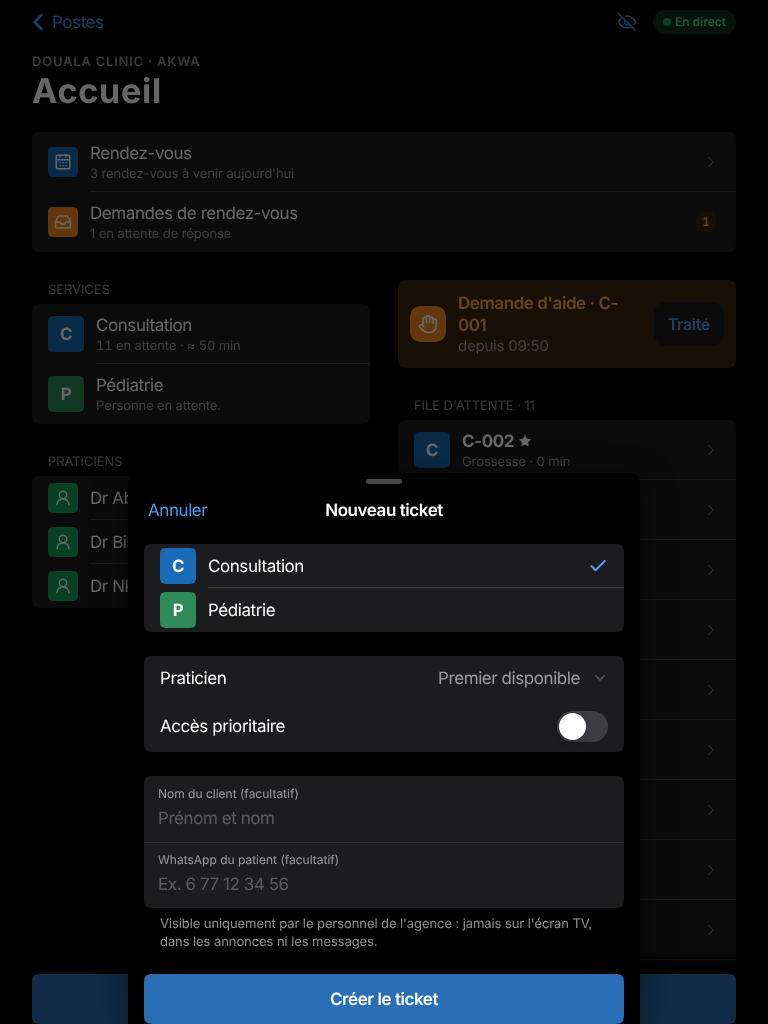 Postes
En direct
DOUALA CLINIC · AKWA
Accueil
Rendez-vous
3 rendez-vous à venir aujourd'hui
Demandes de rendez-vous
1 en attente de réponse
1
SERVICES
C
Consultation
11 en attente · ≈ 50 min
P
Pédiatrie
Personne en attente.
PRATICIENS
Dr
Dr
Dr
Demande d'aide · C-
001
depuis 09:50
Traité
FILE D'ATTENTE · 11
C
C-002 ★
Grossesse · 0 min
Annuler
Nouveau ticket
C
Consultation
P
Pédiatrie
Praticien
Premier disponible
Accès prioritaire
Nom du client (facultatif)
Prénom et nom
WhatsApp du patient (facultatif)
Ex. 6 77 12 34 56
Visible uniquement par le personnel de l'agence : jamais sur l'écran TV,
dans les annonces ni les messages.
Créer le ticket